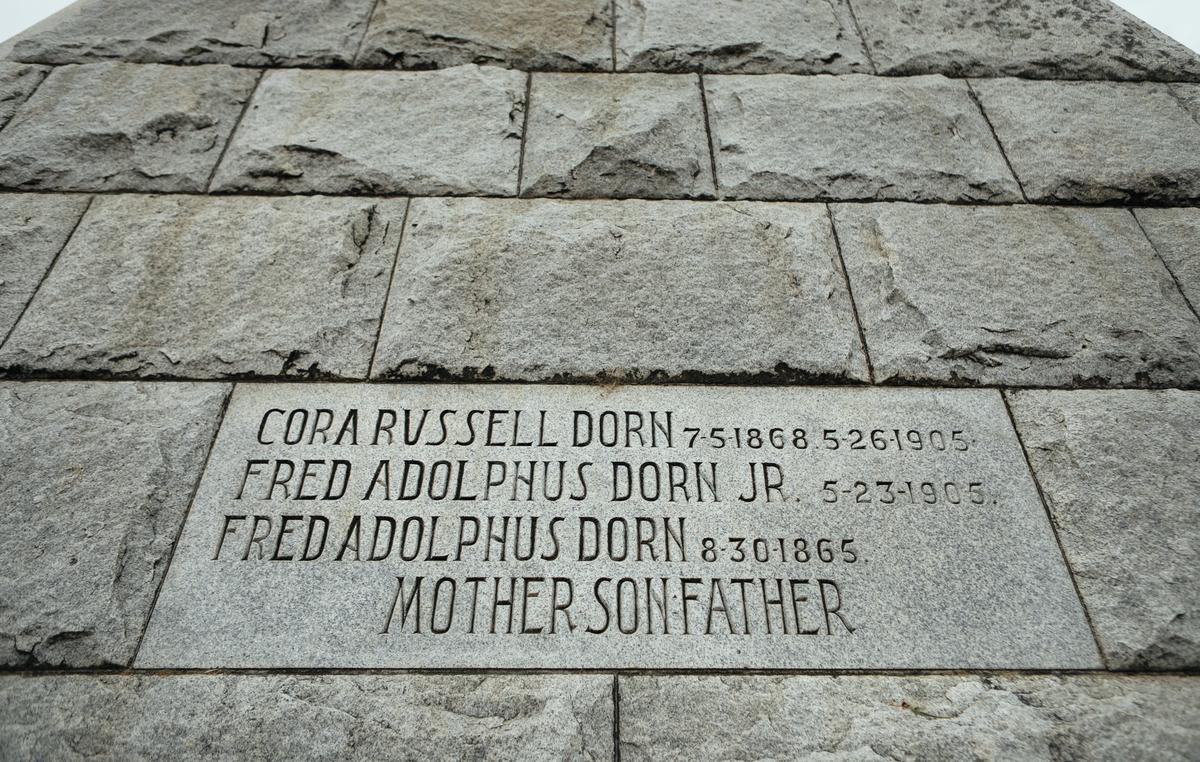 CORA RUSSELL DORN 7-5-1868. 5-26-1905.
FRED ADOLPHUS DORN JR. 5-23-1905.
FRED ADOLPHUS DORN 8-30-1865.
MOTHER·SON·FATHER